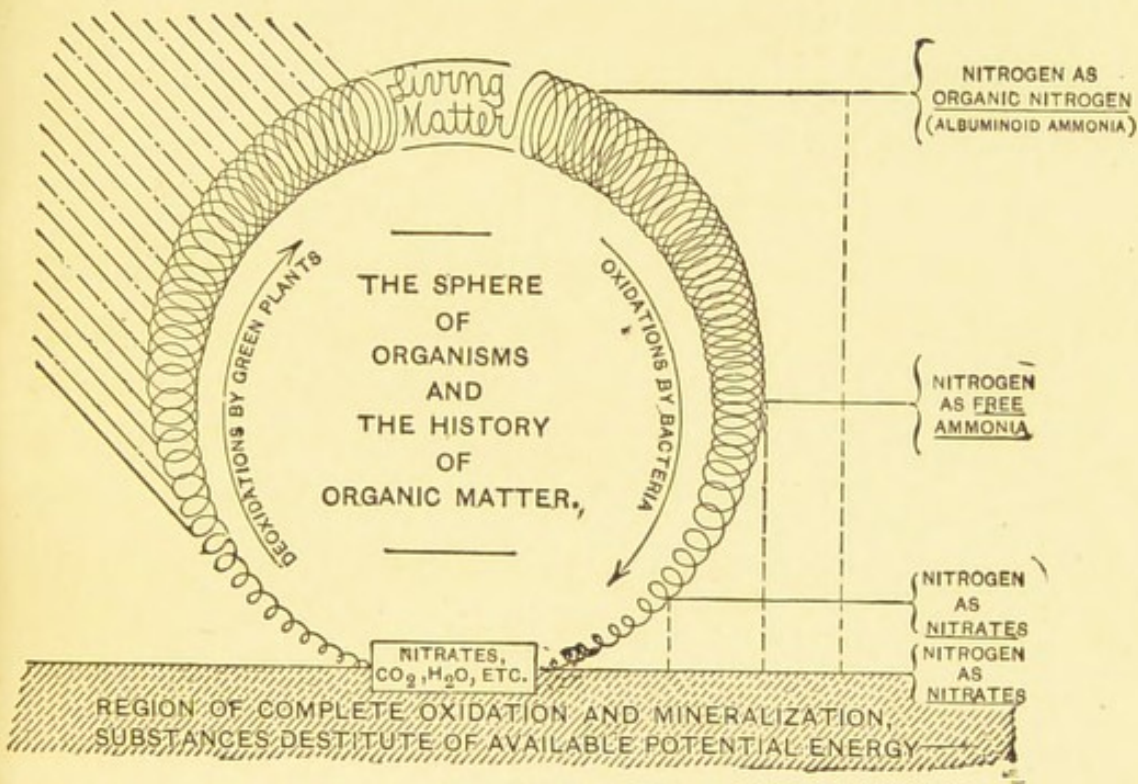 Living
Matter
NITROGEN AS
ORGANIC NITROGEN
(ALBUMINOID AMMONIA)
DEOXIDATIONS BY GREEN PLANTS
THE SPHERE
OF
ORGANISMS
AND
THE HISTORY
OF
ORGANIC MATTER.,
OXIDATIONS BY BACTERIA
NITROGEN
AS FREE
AMMONIA
NITROGEN
AS
NITRATES
NITROGEN
AS
NITRATES
NITRATES,
CO2,H2O, ETC.
REGION OF COMPLETE OXIDATION AND MINERALIZATION,
SUBSTANCES DESTITUTE OF AVAILABLE POTENTIAL ENERGY